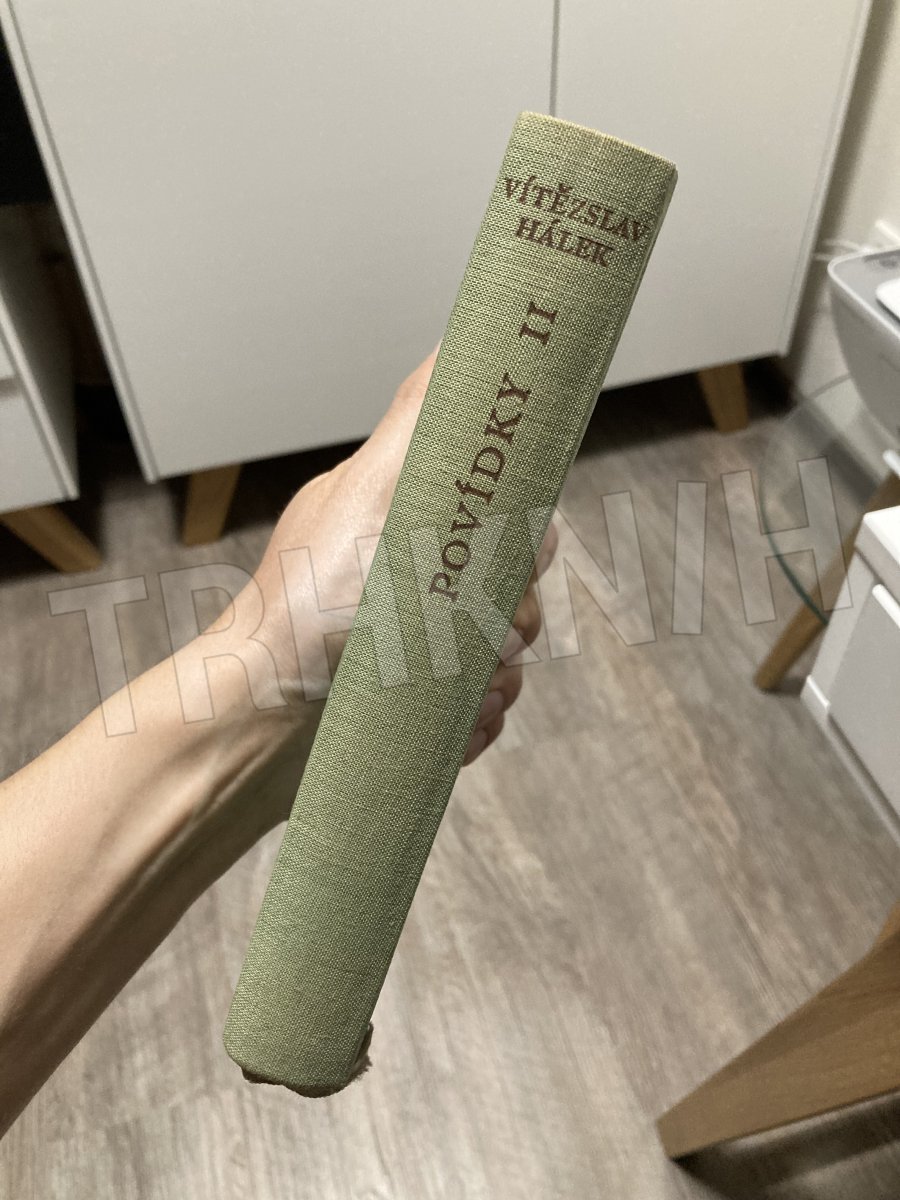 VÍTĚZSLAV
HÁLEK
POVÍDKY II
TRHKNIH